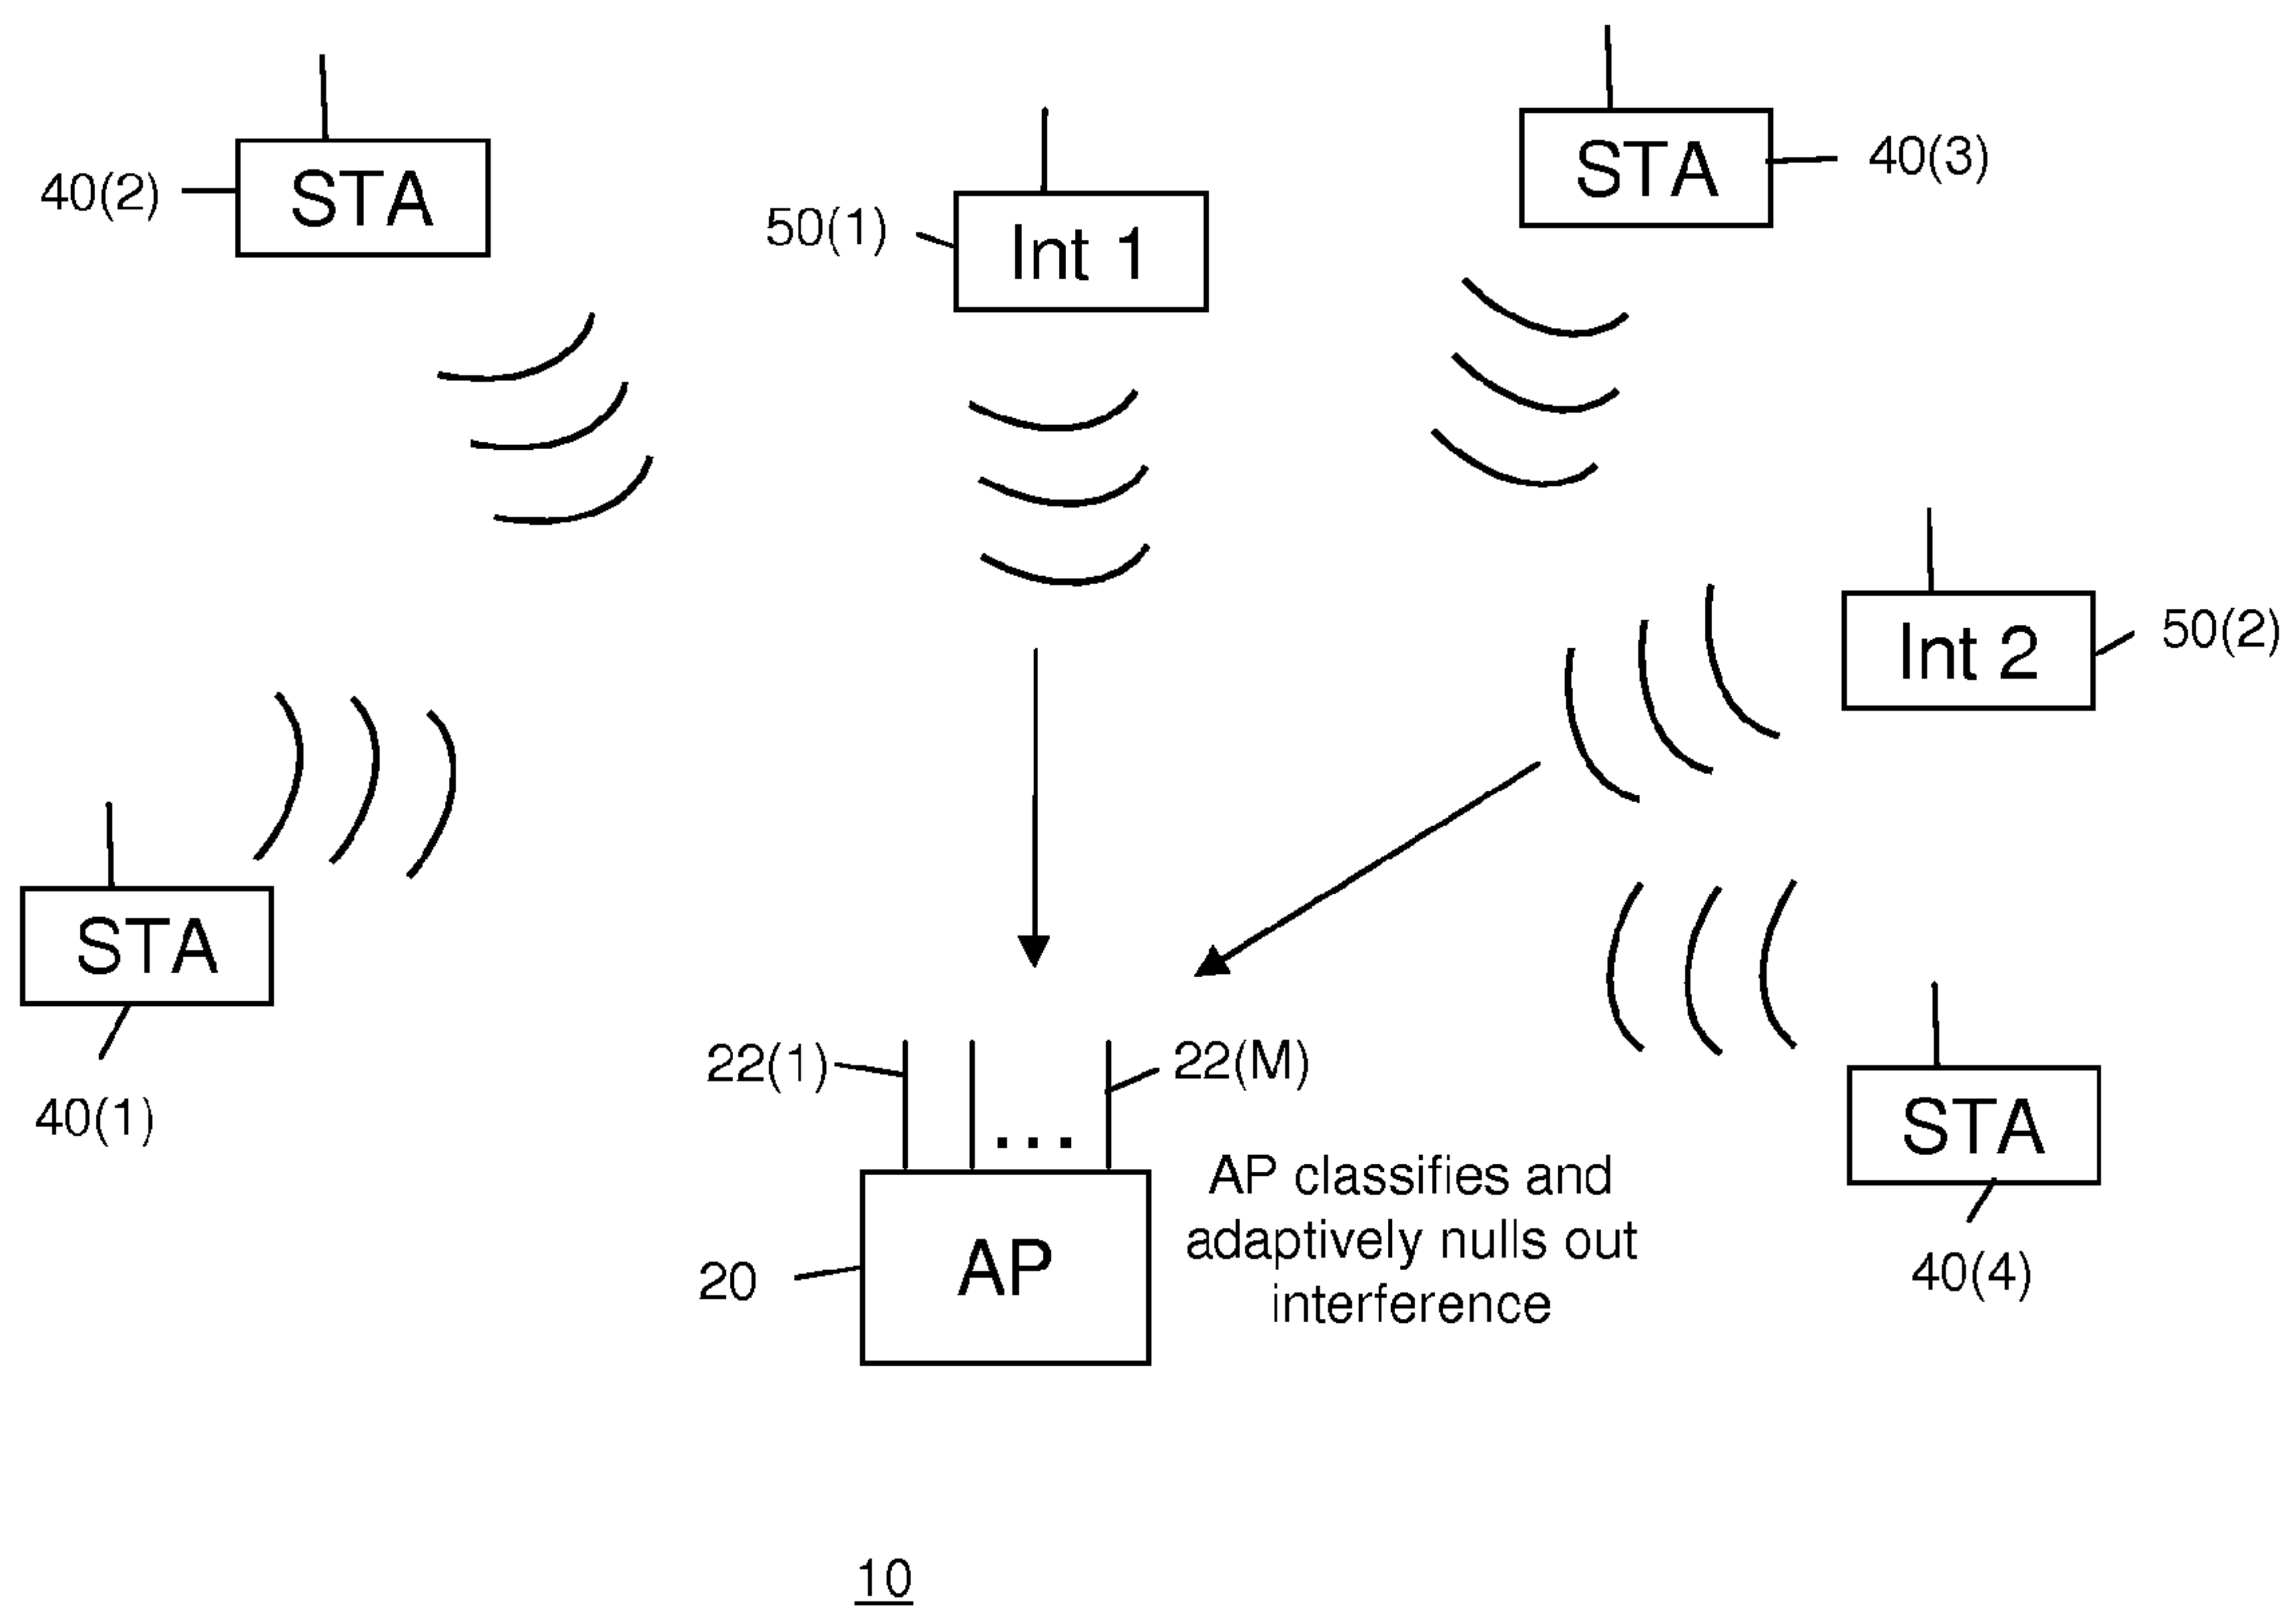 40(2)
STA
50(1)
Int 1
STA
40(3)
Int 2
50(2)
STA
40(1)
22(1)
22(M)
...
AP
20
AP classifies and
adaptively nulls out
interference
STA
40(4)
10